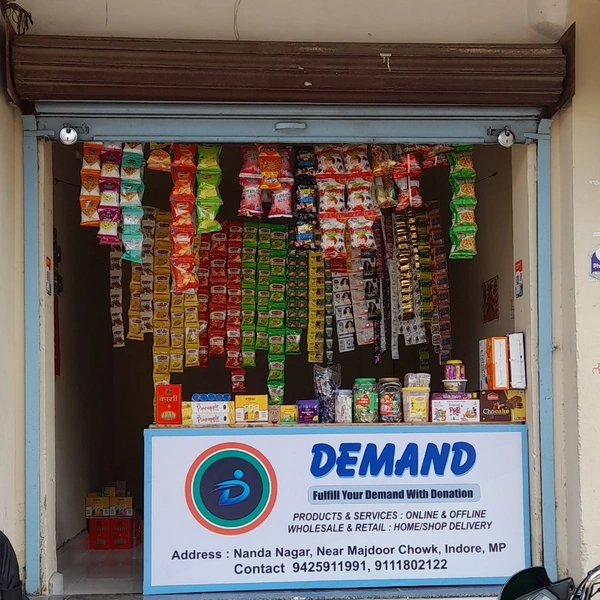 DEMAND
Fulfill Your Demand With Donation
PRODUCTS & SERVICES : ONLINE & OFFLINE
WHOLESALE & RETAIL : HOME/SHOP DELIVERY
Address : Nanda Nagar, Near Majdoor Chowk, Indore, MP
Contact 9425911991, 9111802122